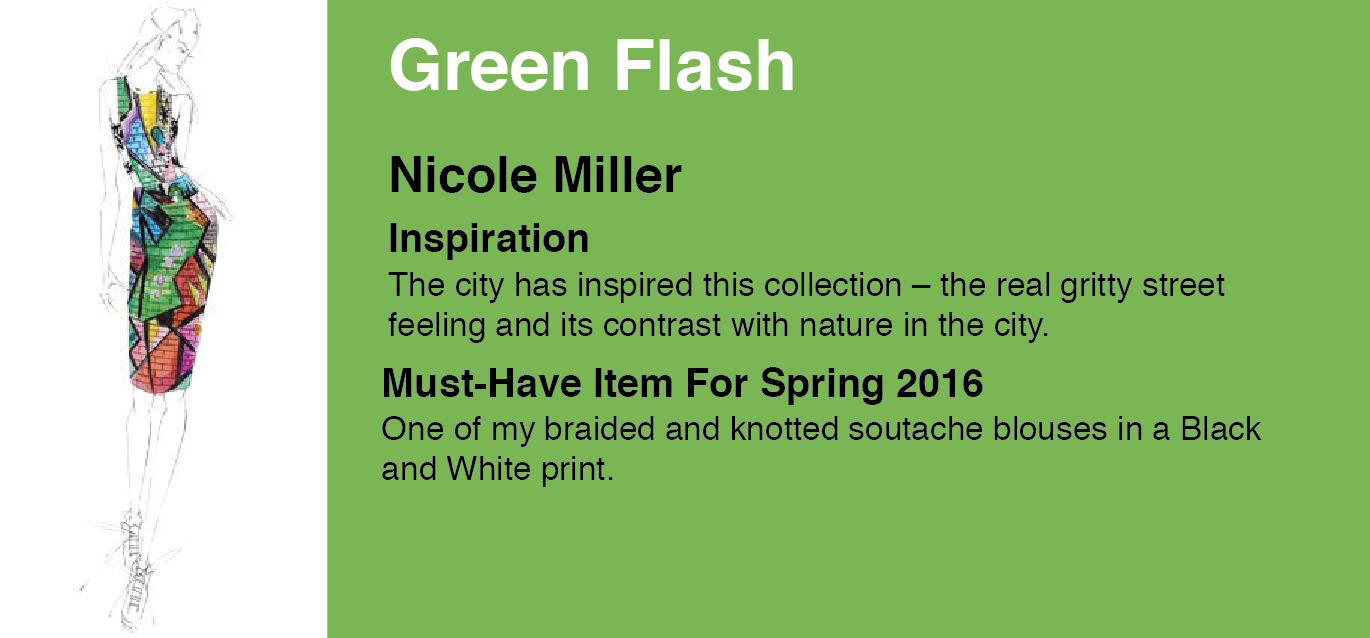 Green Flash
Nicole Miller
Inspiration
The city has inspired this collection – the real gritty street
feeling and its contrast with nature in the city.
Must-Have Item For Spring 2016
One of my braided and knotted soutache blouses in a Black
and White print.